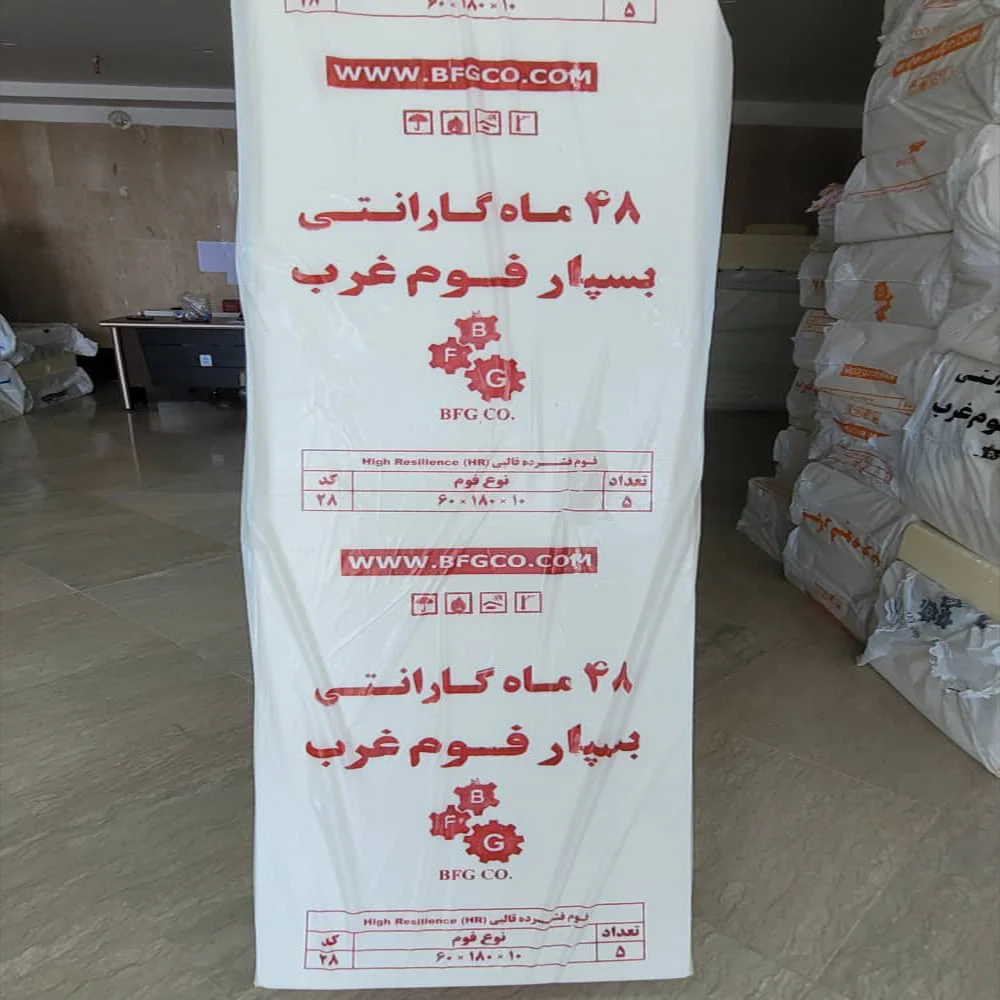 ۲۸ ۶۰×۱۸۰×۱۰ ۵
WWW.BFGCO.COM
۴۸ ماه گارانتی
بسپار فوم غرب
B
F
G
BFG CO.
فوم فشرده قالبی High Resilience (HR)
تعداد نوع فوم کد
۵ ۶۰×۱۸۰×۱۰ ۲۸
WWW.BFGCO.COM
۴۸ ماه گارانتی
بسپار فوم غرب
B
F
G
BFG CO.
فوم فشرده قالبی High Resilience (HR)
تعداد نوع فوم کد
۵ ۶۰×۱۸۰×۱۰ ۲۸